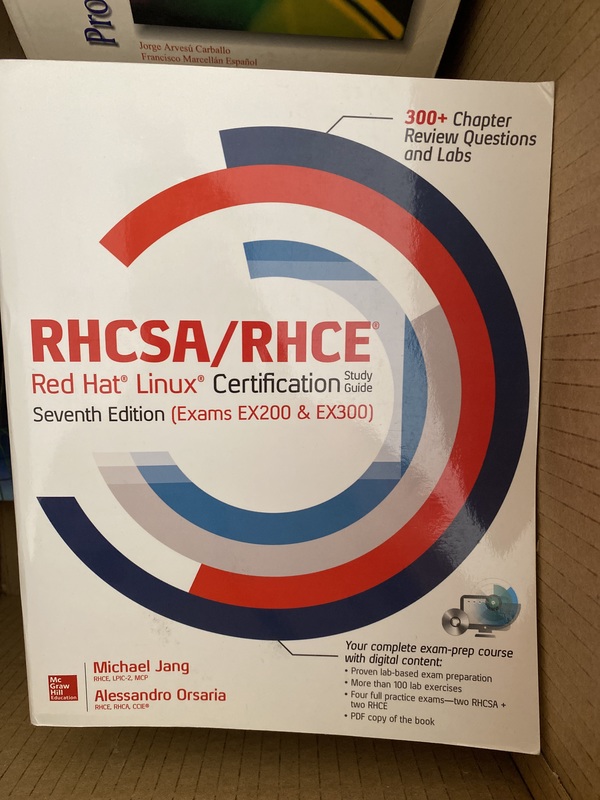 Pro
Jorge Arvesú Carballo
Francisco Marcellán Español
300+ Chapter
Review Questions
and Labs
RHCSA/RHCE®
Red Hat® Linux® Certification Study Guide
Seventh Edition (Exams EX200 & EX300)
Your complete exam-prep course
with digital content:
• Proven lab-based exam preparation
• More than 100 lab exercises
• Four full practice exams—two RHCSA +
two RHCE
• PDF copy of the book
Michael Jang
RHCE, LPIC-2, MCP
Alessandro Orsaria
RHCE, RHCA, CCIE®
Mc
Graw
Hill
Education